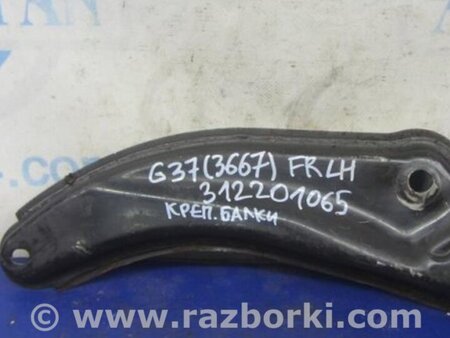 G37(3667) FR LH
312201065
КРЕП. БАЛКИ
www.razborki.com